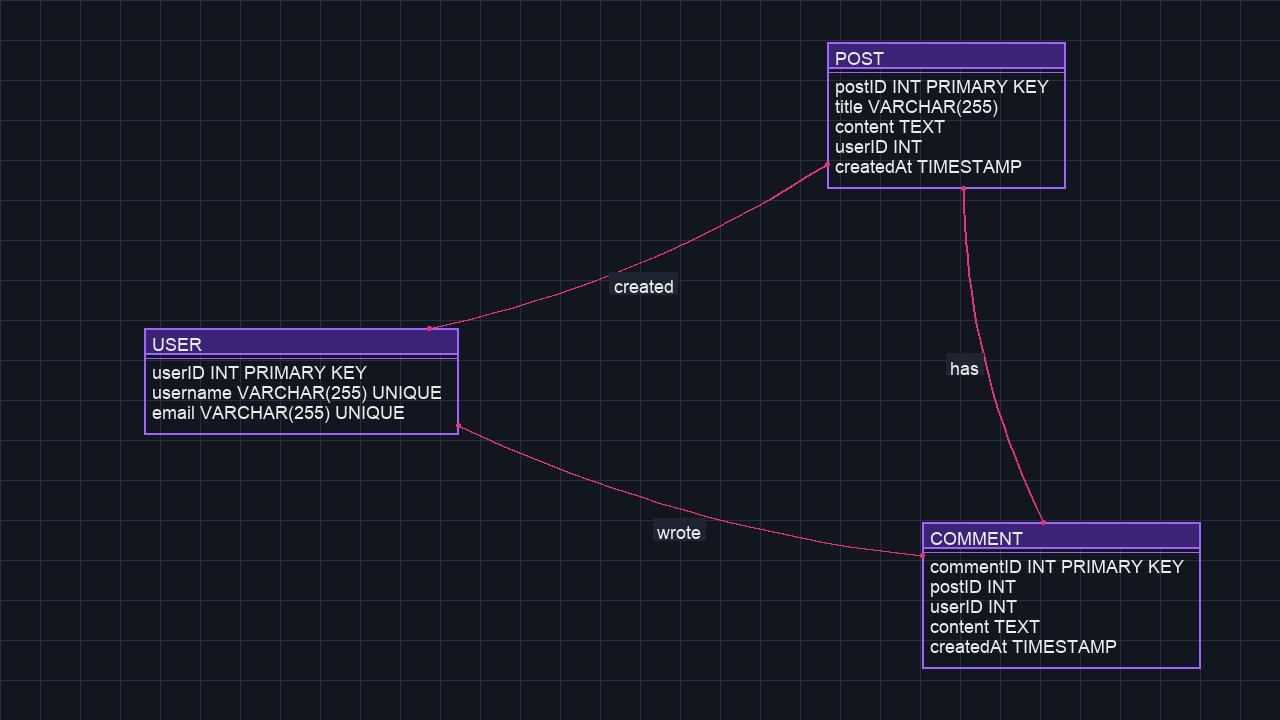 POST
postID INT PRIMARY KEY
title VARCHAR(255)
content TEXT
userID INT
createdAt TIMESTAMP
created
USER
userID INT PRIMARY KEY
username VARCHAR(255) UNIQUE
email VARCHAR(255) UNIQUE
has
wrote
COMMENT
commentID INT PRIMARY KEY
postID INT
userID INT
content TEXT
createdAt TIMESTAMP